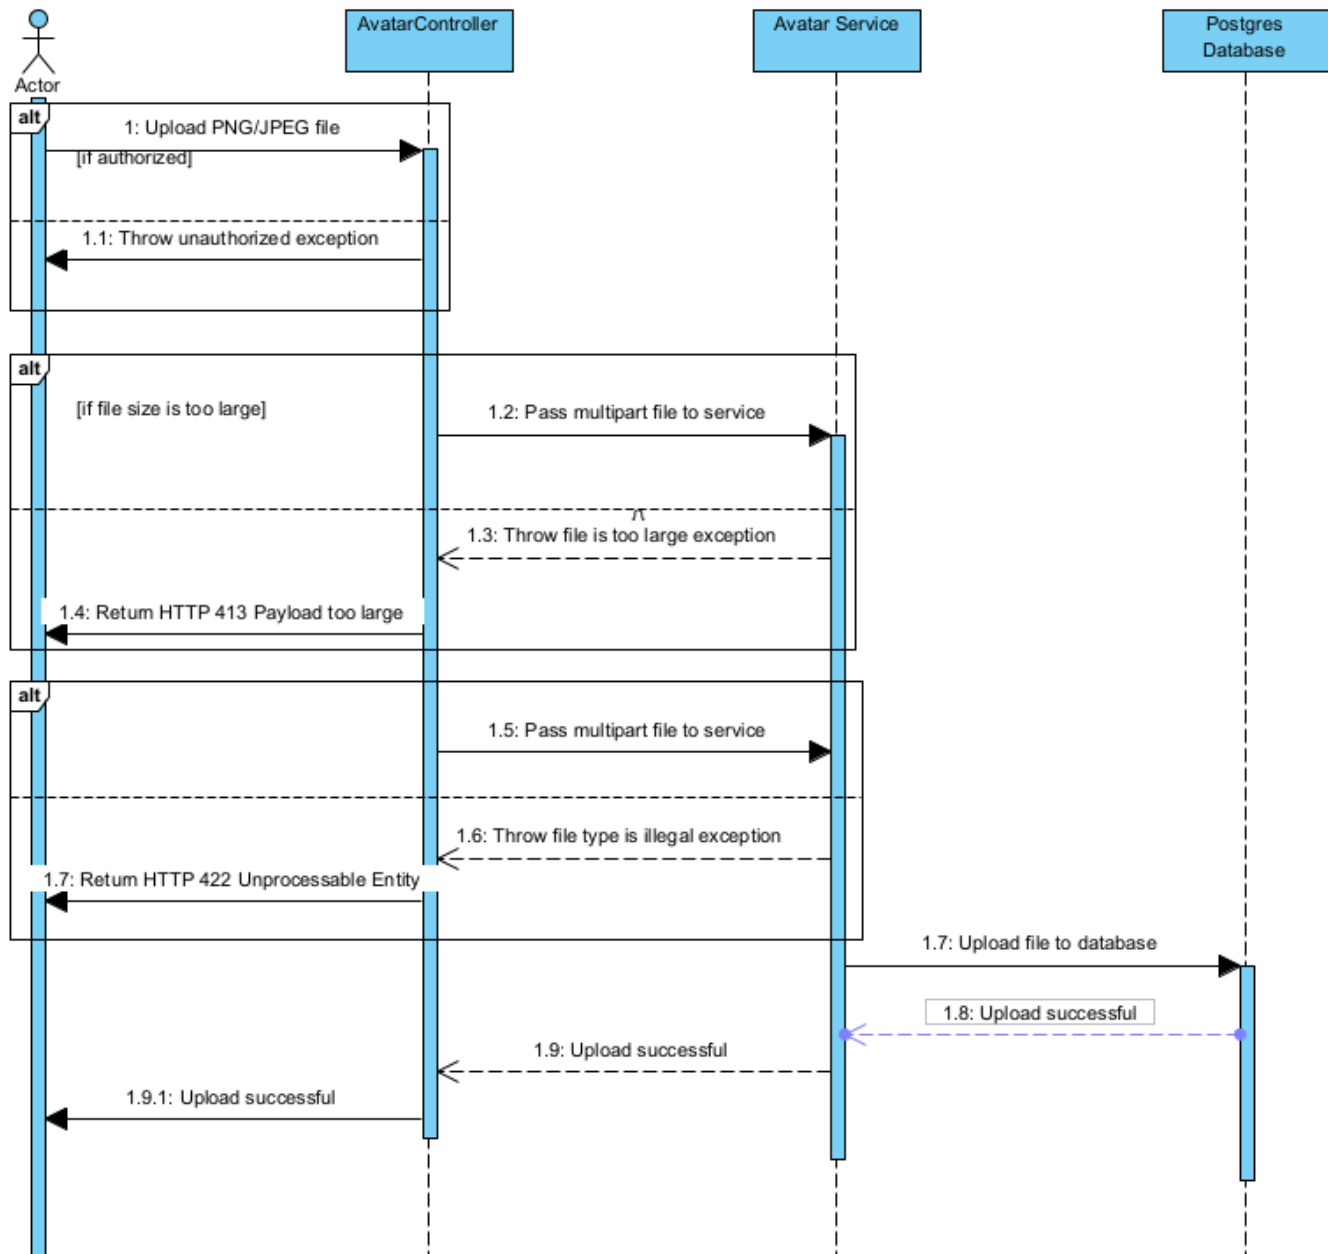 AvatarController
Avatar Service
Postgres
Database
Actor
alt
1: Upload PNG/JPEG file
[if authorized]
1.1: Throw unauthorized exception
alt
[if file size is too large]
1.2: Pass multipart file to service
1.3: Throw file is too large exception
1.4: Return HTTP 413 Payload too large
alt
1.5: Pass multipart file to service
1.6: Throw file type is illegal exception
1.7: Return HTTP 422 Unprocessable Entity
1.7: Upload file to database
1.8: Upload successful
1.9: Upload successful
1.9.1: Upload successful